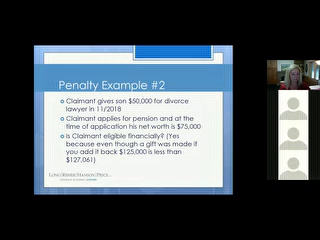 Penalty Example #2
Claimant gives son $50,000 for divorce
lawyer in 11/2018
Claimant applies for pension and at the
time of application his net worth is $75,000
is Claimant eligible financially? (Yes
because even though a gift was made if
you add it back $125,000 is less than
$127,061)